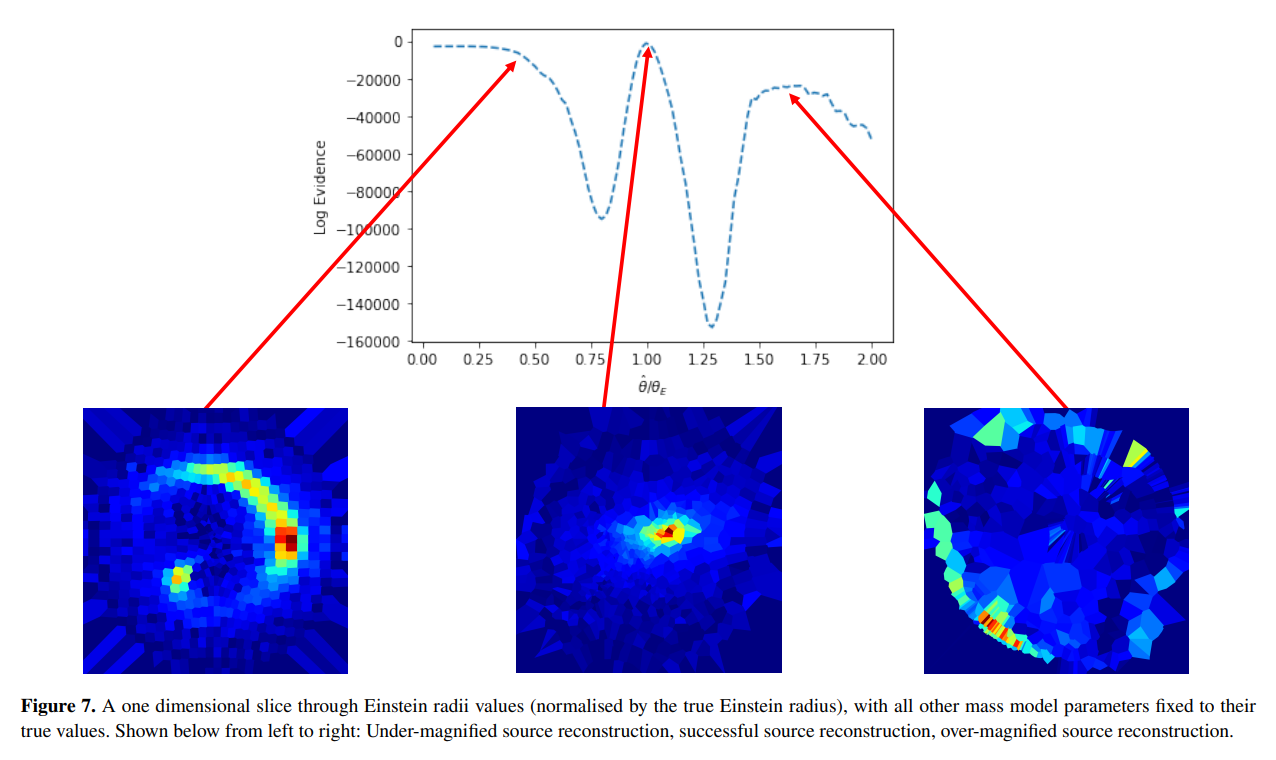 0
−20000
−40000
−60000
−80000
−100000
−120000
−140000
−160000
Log Evidence
0.00 0.25 0.50 0.75 1.00 1.25 1.50 1.75 2.00
θ̂/θ_E
Figure 7. A one dimensional slice through Einstein radii values (normalised by the true Einstein radius), with all other mass model parameters fixed to their
true values. Shown below from left to right: Under-magnified source reconstruction, successful source reconstruction, over-magnified source reconstruction.